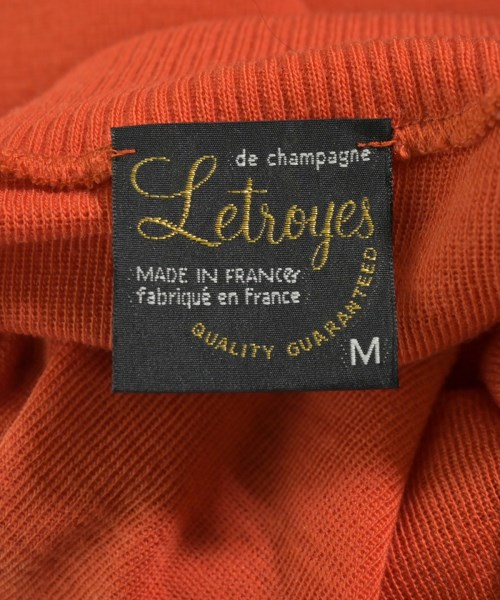 de champagne
Letroyes
MADE IN FRANCE
fabriqué en France
QUALITY GUARANTEED
M